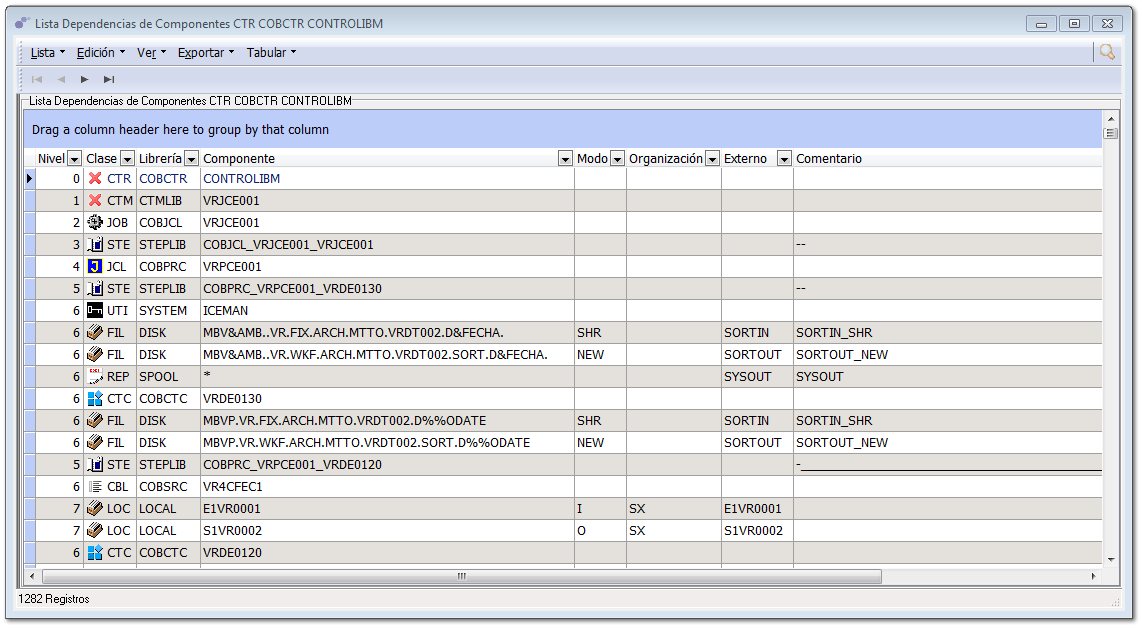 Lista Dependencias de Componentes CTR COBCTR CONTROLIBM
Lista Edición Ver Exportar Tabular
Lista Dependencias de Componentes CTR COBCTR CONTROLIBM
Drag a column header here to group by that column
Nivel Clase Librería Componente Modo Organización Externo Comentario
0 CTR COBCTR CONTROLIBM
1 CTM CTMLIB VRJCE001
2 JOB COBJCL VRJCE001
3 STE STEPLIB COBJCL_VRJCE001_VRJCE001 --
4 JCL COBPRC VRPCE001
5 STE STEPLIB COBPRC_VRPCE001_VRDE0130 --
6 UTI SYSTEM ICEMAN
6 FIL DISK MBV&AMB..VR.FIX.ARCH.MTTO.VRDT002.D&FECHA. SHR SORTIN SORTIN_SHR
6 FIL DISK MBV&AMB..VR.WKF.ARCH.MTTO.VRDT002.SORT.D&FECHA. NEW SORTOUT SORTOUT_NEW
6 REP SPOOL * SYSOUT SYSOUT
6 CTC COBCTC VRDE0130
6 FIL DISK MBVP.VR.FIX.ARCH.MTTO.VRDT002.D%%ODATE SHR SORTIN SORTIN_SHR
6 FIL DISK MBVP.VR.WKF.ARCH.MTTO.VRDT002.SORT.D%%ODATE NEW SORTOUT SORTOUT_NEW
5 STE STEPLIB COBPRC_VRPCE001_VRDE0120 -______________________________
6 CBL COBSRC VR4CFEC1
7 LOC LOCAL E1VR0001 I SX E1VR0001
7 LOC LOCAL S1VR0002 O SX S1VR0002
6 CTC COBCTC VRDE0120
1282 Registros